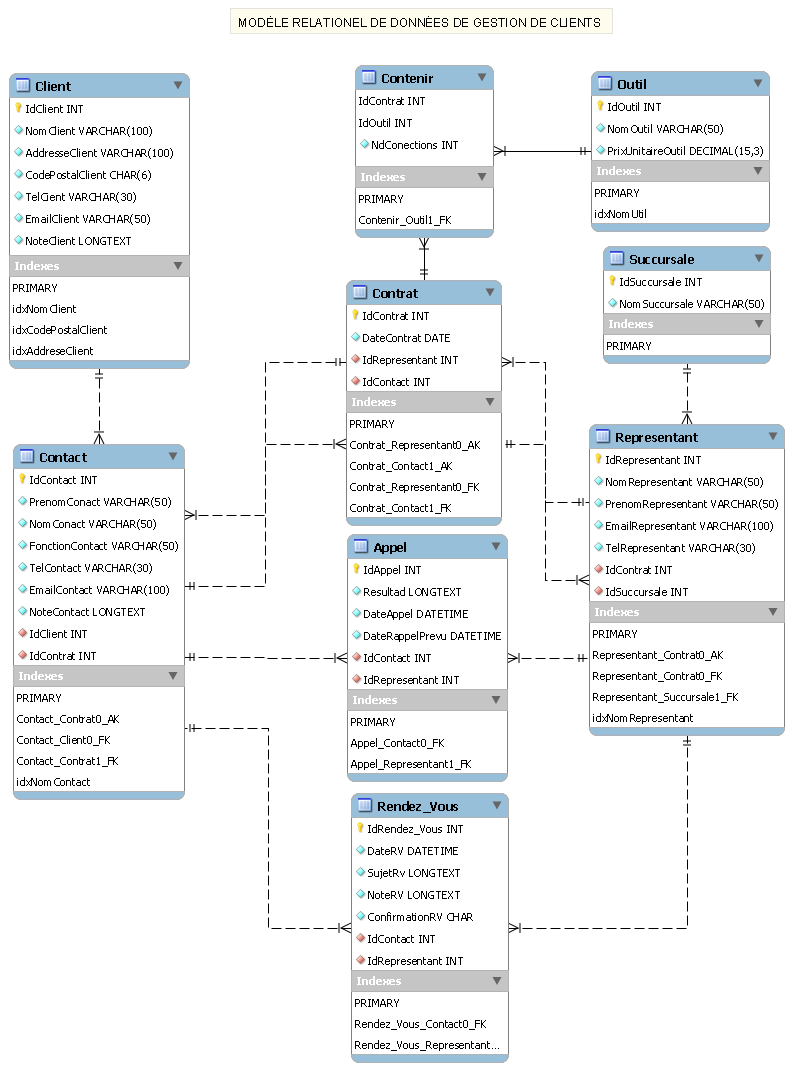 MODÈLE RELATIONEL DE DONNÉES DE GESTION DE CLIENTS
Client
IdClient INT
NomClient VARCHAR(100)
AddresseClient VARCHAR(100)
CodePostalClient CHAR(6)
TelClent VARCHAR(30)
EmailClient VARCHAR(50)
NoteClient LONGTEXT
Indexes
PRIMARY
idxNomClient
idxCodePostalClient
idxAddreseClient
Contenir
IdContrat INT
IdOutil INT
NdConections INT
Indexes
PRIMARY
Contenir_Outil1_FK
Outil
IdOutil INT
NomOutil VARCHAR(50)
PrixUnitaireOutil DECIMAL(15,3)
Indexes
PRIMARY
idxNomUtil
Succursale
IdSuccursale INT
NomSuccursale VARCHAR(50)
Indexes
PRIMARY
Contrat
IdContrat INT
DateContrat DATE
IdRepresentant INT
IdContact INT
Indexes
PRIMARY
Contrat_Representant0_AK
Contrat_Contact1_AK
Contrat_Representant0_FK
Contrat_Contact1_FK
Contact
IdContact INT
PrenomConact VARCHAR(50)
NomConact VARCHAR(50)
FonctionContact VARCHAR(50)
TelContact VARCHAR(30)
EmailContact VARCHAR(100)
NoteContact LONGTEXT
IdClient INT
IdContrat INT
Indexes
PRIMARY
Contact_Contrat0_AK
Contact_Client0_FK
Contact_Contrat1_FK
idxNomContact
Representant
IdRepresentant INT
NomRepresentant VARCHAR(50)
PrenomRepresentant VARCHAR(50)
EmailRepresentant VARCHAR(100)
TelRepresentant VARCHAR(30)
IdContrat INT
IdSuccursale INT
Indexes
PRIMARY
Representant_Contrat0_AK
Representant_Contrat0_FK
Representant_Succursale1_FK
idxNomRepresentant
Appel
IdAppel INT
Resultad LONGTEXT
DateAppel DATETIME
DateRappelPrevu DATETIME
IdContact INT
IdRepresentant INT
Indexes
PRIMARY
Appel_Contact0_FK
Appel_Representant1_FK
Rendez_Vous
IdRendez_Vous INT
DateRV DATETIME
SujetRv LONGTEXT
NoteRV LONGTEXT
ConfirmationRV CHAR
IdContact INT
IdRepresentant INT
Indexes
PRIMARY
Rendez_Vous_Contact0_FK
Rendez_Vous_Representant...